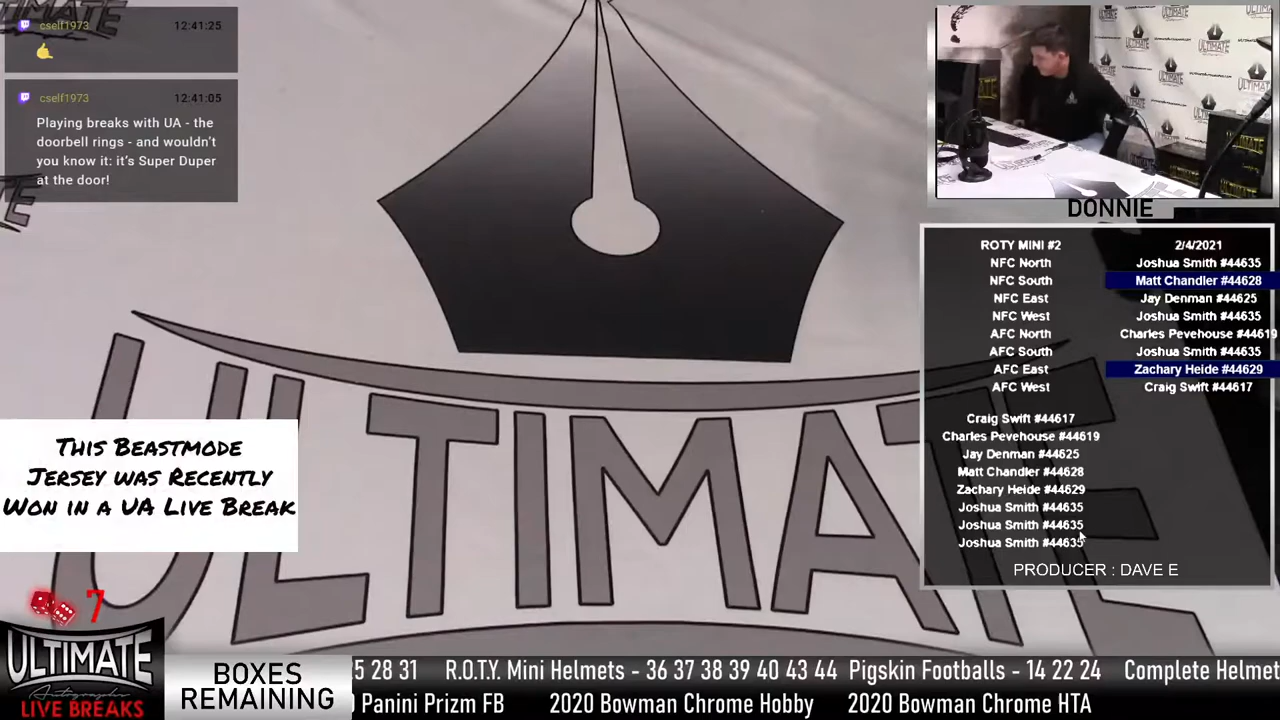 cself1973 12:41:25
cself1973 12:41:05
Playing breaks with UA - the
doorbell rings - and wouldn't
you know it: it's Super Duper
at the door!
ULTIMATE
THIS BEASTMODE
JERSEY WAS RECENTLY
WON IN A UA LIVE BREAK
7
ULTIMATE
Autographs
LIVE BREAKS
BOXES
REMAINING
5 28 31 R.O.T.Y. Mini Helmets - 36 37 38 39 40 43 44 Pigskin Footballs - 14 22 24 Complete Helmet
Panini Prizm FB 2020 Bowman Chrome Hobby 2020 Bowman Chrome HTA
ULTIMATE
ULTIMATE
ULTIMATE
DONNIE
ROTY MINI #2 2/4/2021
NFC North Joshua Smith #44635
NFC South Matt Chandler #44628
NFC East Jay Denman #44625
NFC West Joshua Smith #44635
AFC North Charles Pevehouse #44619
AFC South Joshua Smith #44635
AFC East Zachary Heide #44629
AFC West Craig Swift #44617
Craig Swift #44617
Charles Pevehouse #44619
Jay Denman #44625
Matt Chandler #44628
Zachary Heide #44629
Joshua Smith #44635
Joshua Smith #44635
Joshua Smith #44635
PRODUCER : DAVE E